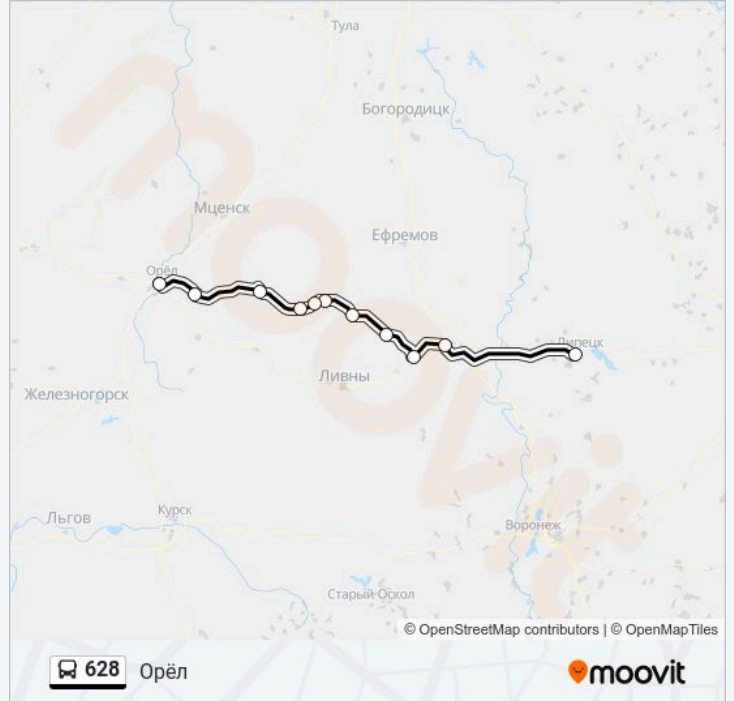 Тула
Богородицк
Мценск
Ефремов
Орёл
Липецк
Ливны
Железногорск
Льгов
Курск
Воронеж
Старый Оскол
moovit
© OpenStreetMap contributors | © OpenMapTiles
628 Орёл
moovit